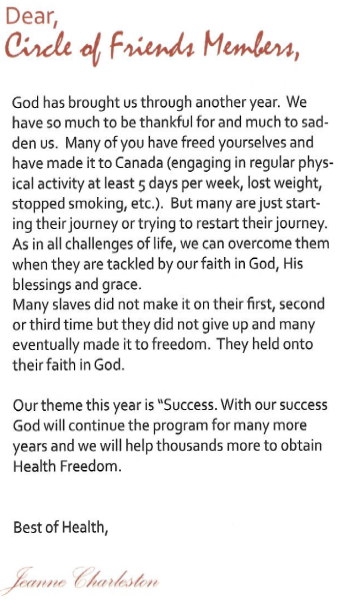 Dear,
Circle of Friends Members,
God has brought us through another year. We
have so much to be thankful for and much to sad-
den us. Many of you have freed yourselves and
have made it to Canada (engaging in regular phys-
ical activity at least 5 days per week, lost weight,
stopped smoking, etc.). But many are just start-
ing their journey or trying to restart their journey.
As in all challenges of life, we can overcome them
when they are tackled by our faith in God, His
blessings and grace.
Many slaves did not make it on their first, second
or third time but they did not give up and many
eventually made it to freedom. They held onto
their faith in God.
Our theme this year is “Success. With our success
God will continue the program for many more
years and we will help thousands more to obtain
Health Freedom.
Best of Health,
Jeanne Charleston